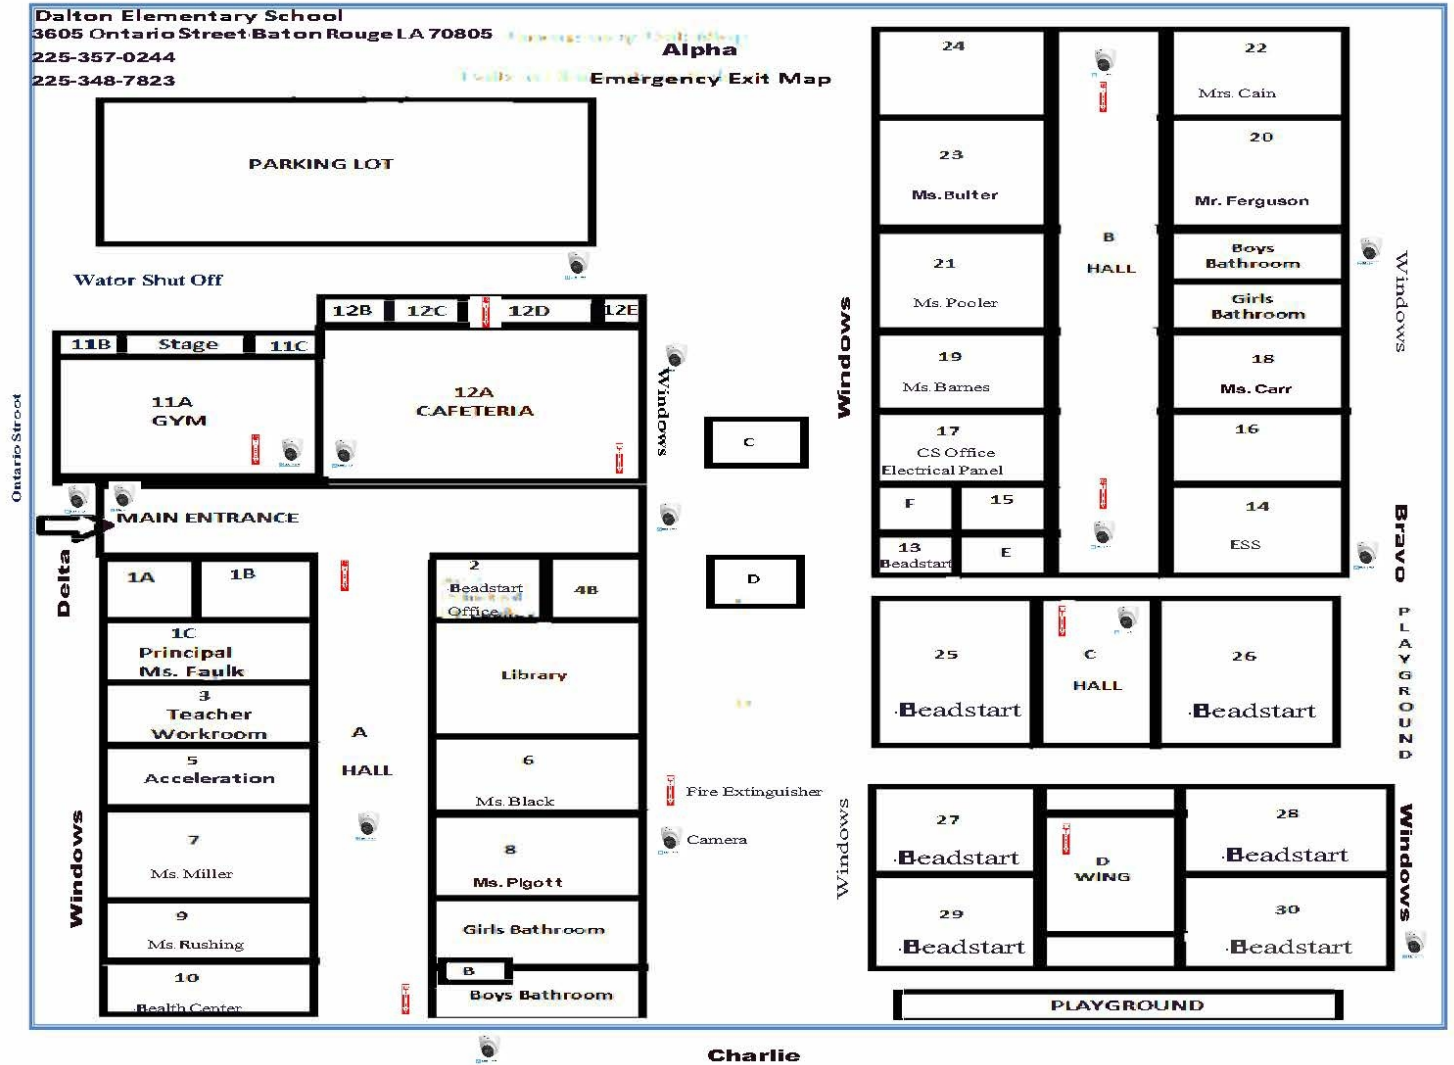 Dalton Elementary School
3605 Ontario Street Baton Rouge LA 70805
225-357-0244
225-348-7823
Alpha
Emergency Exit Map
PARKING LOT
Wator Shut Off
12B
12C
12D
12E
11B
Stage
11C
11A
GYM
12A
CAFETERIA
Windows
Ontario Stroot
MAIN ENTRANCE
Delta
1A
1B
1C
Principal
Ms. Faulk
3
Teacher
Workroom
5
Acceleration
7
Ms. Miller
9
Ms. Rushing
10
Bealth Center
Windows
A
HALL
2
Beadstart
Office
4B
Library
6
Ms. Black
8
Ms. Pigott
Girls Bathroom
B
Boys Bathroom
C
D
Fire Extinguisher
Camera
Windows
24
23
Ms. Bulter
21
Ms. Pooler
19
Ms. Barnes
17
CS Office
Electrical Panel
F
15
13
Beadstart
E
B
HALL
22
Mrs. Cain
20
Mr. Ferguson
Boys
Bathroom
Girls
Bathroom
18
Ms. Carr
16
14
ESS
Windows
Bravo
PLAYGROUND
25
Beadstart
C
HALL
26
Beadstart
Windows
27
Beadstart
29
Beadstart
D
WING
28
Beadstart
30
Beadstart
Windows
PLAYGROUND
Charlie